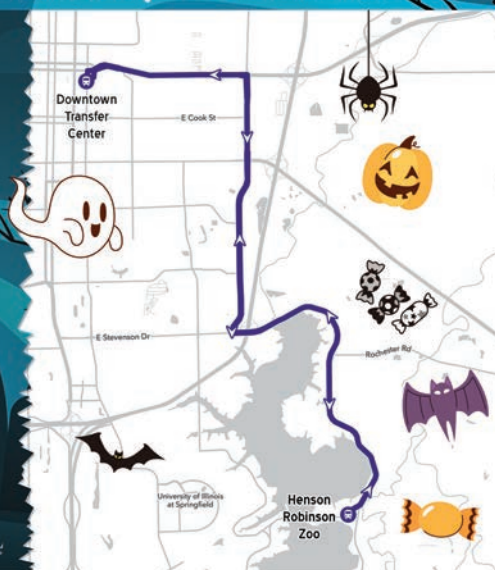 Downtown
Transfer
Center
E Cook St
E Stevenson Dr
Rochester Rd
University of Illinois
at Springfield
Henson
Robinson
Zoo